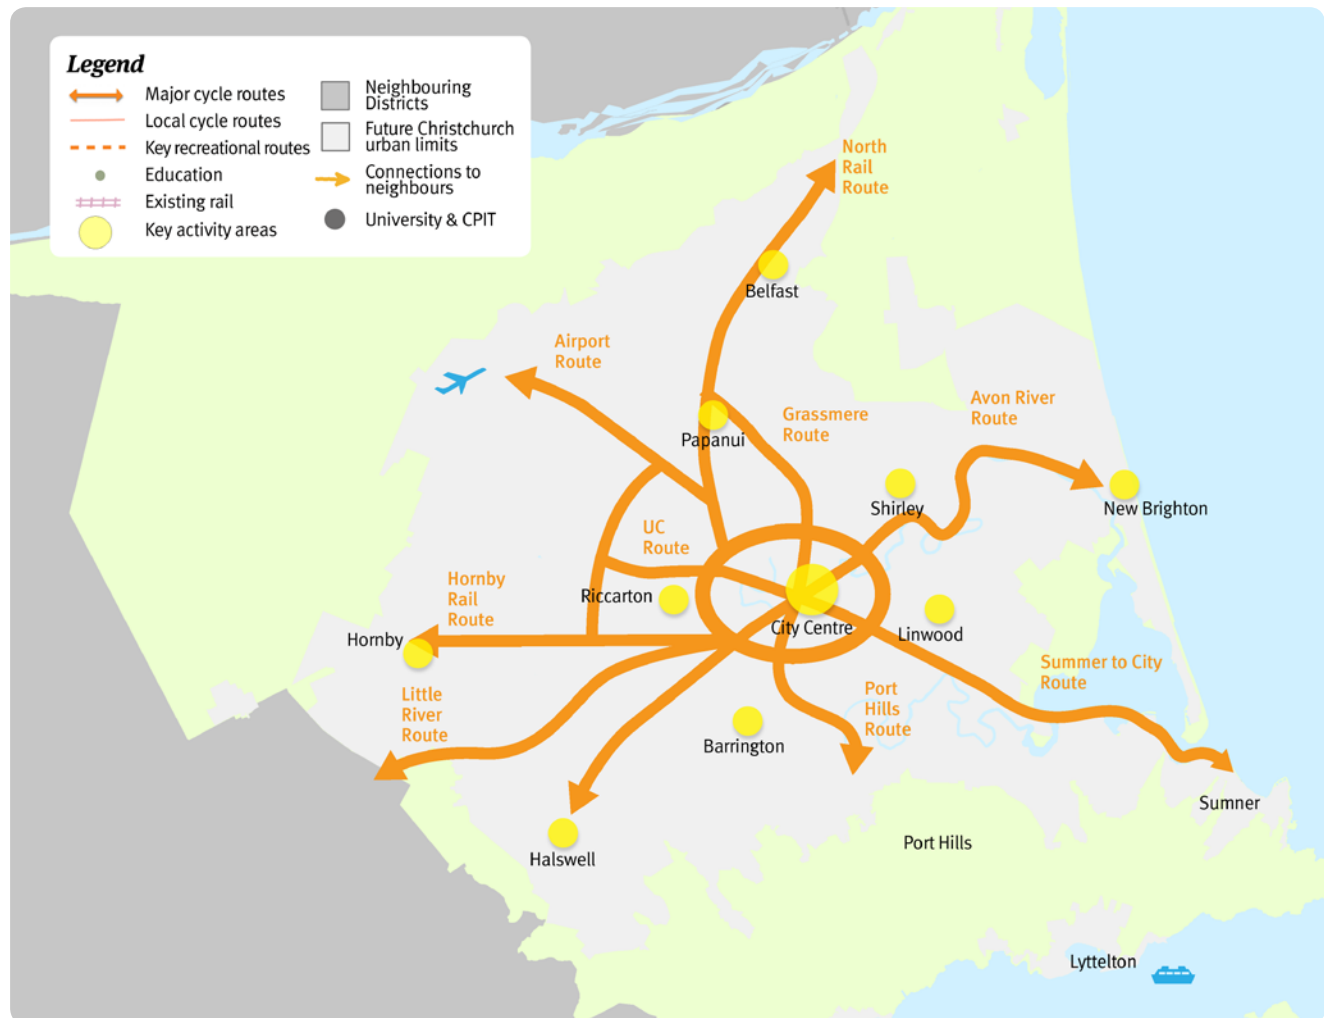 Legend
Major cycle routes
Local cycle routes
Key recreational routes
Education
Existing rail
Key activity areas
Neighbouring
Districts
Future Christchurch
urban limits
Connections to
neighbours
University & CPIT
North
Rail
Route
Belfast
Airport
Route
Grassmere
Route
Avon River
Route
Papanui
Shirley
New Brighton
UC
Route
Hornby
Rail
Route
Riccarton
City Centre
Linwood
Hornby
Summer to City
Route
Little
River
Route
Port
Hills
Route
Barrington
Sumner
Port Hills
Halswell
Lyttelton